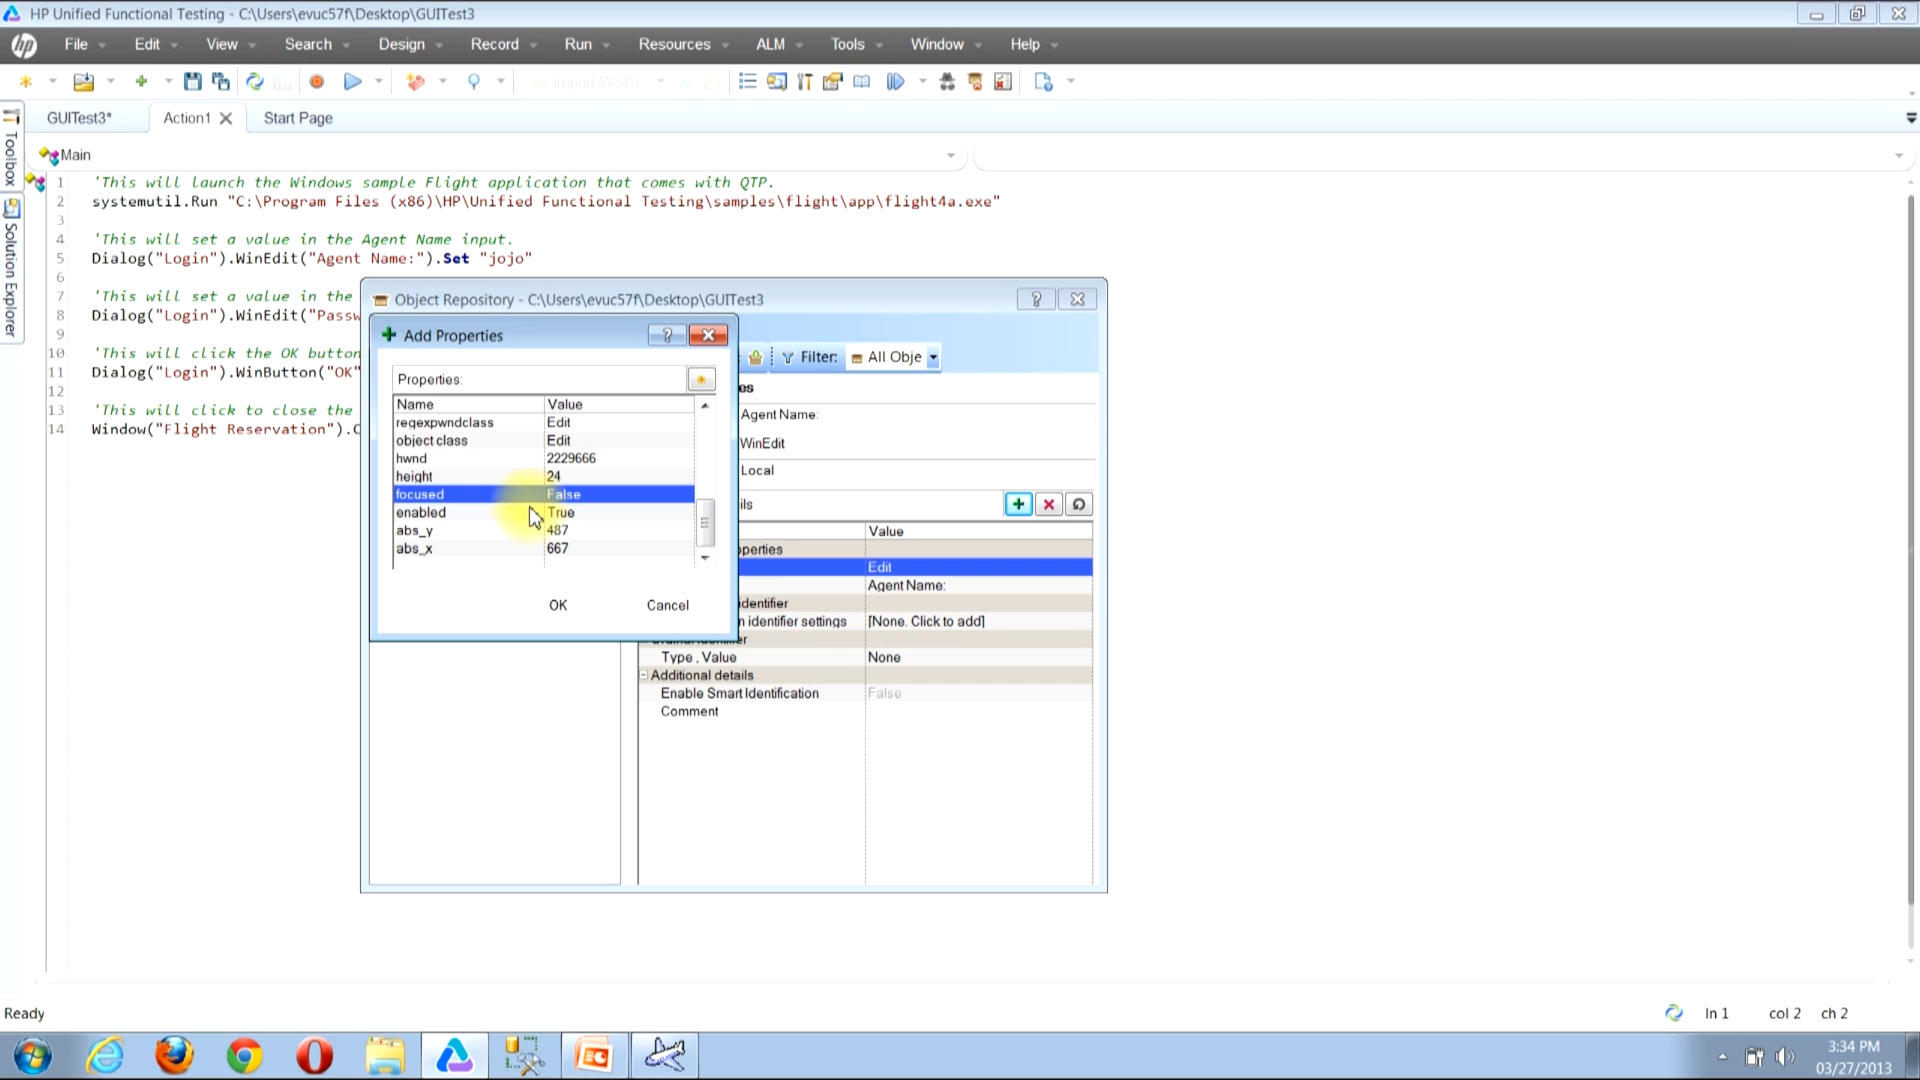 HP Unified Functional Testing - C:\Users\evuc57f\Desktop\GUITest3
hp File Edit View Search Design Record Run Resources ALM Tools Window Help
Import WSDL
GUITest3* Action1 Start Page
Toolbox
Solution Explorer
Main
1 'This will launch the Windows sample Flight application that comes with QTP.
2 systemutil.Run "C:\Program Files (x86)\HP\Unified Functional Testing\samples\flight\app\flight4a.exe"
3
4 'This will set a value in the Agent Name input.
5 Dialog("Login").WinEdit("Agent Name:").Set "jojo"
6
7 'This will set a value in the
8 Dialog("Login").WinEdit("Passw
9
10 'This will click the OK button
11 Dialog("Login").WinButton("OK"
12
13 'This will click to close the
14 Window("Flight Reservation").C
Object Repository - C:\Users\evuc57f\Desktop\GUITest3
Filter: All Obje
es
Agent Name:
WinEdit
Local
ils
Value
perties
Edit
Agent Name:
identifier
n identifier settings [None. Click to add]
Type , Value None
Additional details
Enable Smart Identification False
Comment
Add Properties
Properties:
Name Value
regexpwndclass Edit
object class Edit
hwnd 2229666
height 24
focused False
enabled True
abs_y 487
abs_x 667
OK Cancel
Ready
ln 1 col 2 ch 2
3:34 PM
03/27/2013